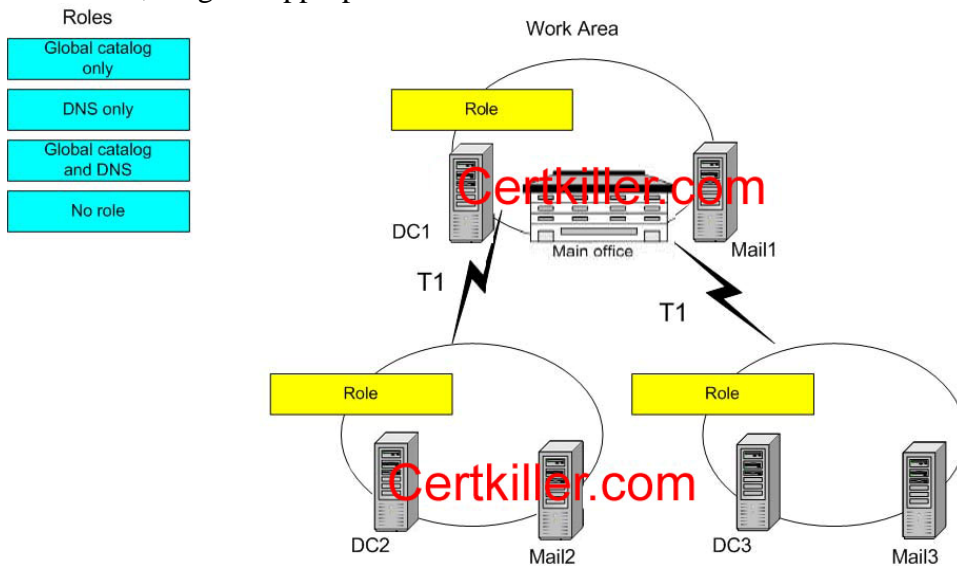 Roles
Global catalog
only
DNS only
Global catalog
and DNS
No role
Work Area
Role
Certkiller.com
DC1
Main office
Mail1
T1
T1
Role
Role
Certkiller.com
DC2
Mail2
DC3
Mail3